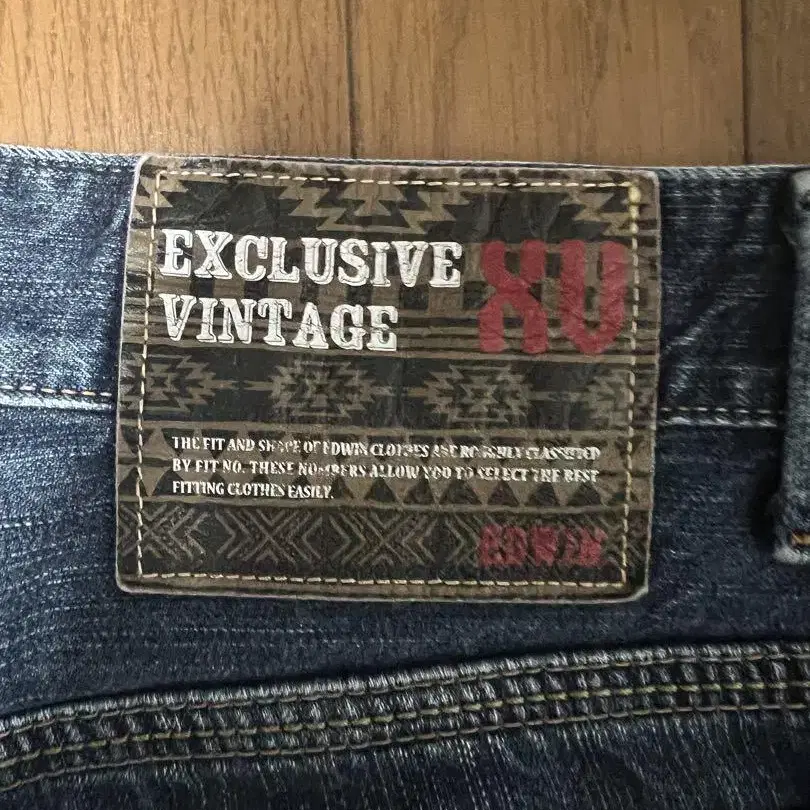 EXCLUSIVE XV
VINTAGE
THE FIT AND SHAPE OF EDWIN CLOTHES ARE ROUGHLY CLASSIFIED
BY FIT NO. THESE NUMBERS ALLOW YOU TO SELECT THE BEST
FITTING CLOTHES EASILY.
EDWIN